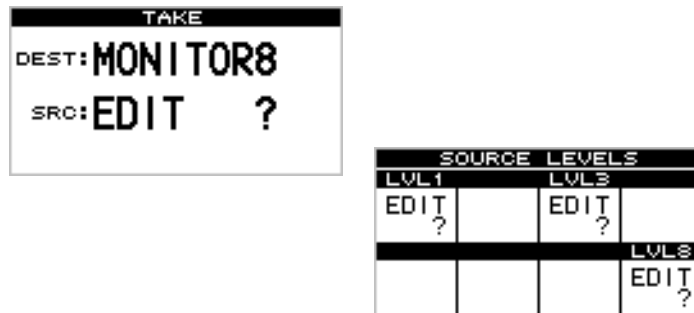 TAKE
DEST:MONITOR8
SRC:EDIT ?
SOURCE LEVELS
LVL1 LVL3
EDIT EDIT
? ?
LVL8
EDIT
?